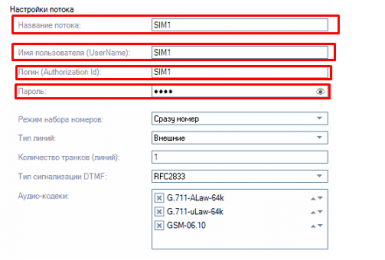 Настройки потока
Название потока: SIM1
Имя пользователя (UserName): SIM1
Логин (Authorization Id): SIM1
Пароль: ••••
Режим набора номеров: Сразу номер
Тип линий: Внешние
Количество транков (линий): 1
Тип сигнализации DTMF: RFC2833
Аудио-кодеки: G.711-ALaw-64k
G.711-uLaw-64k
GSM-06.10